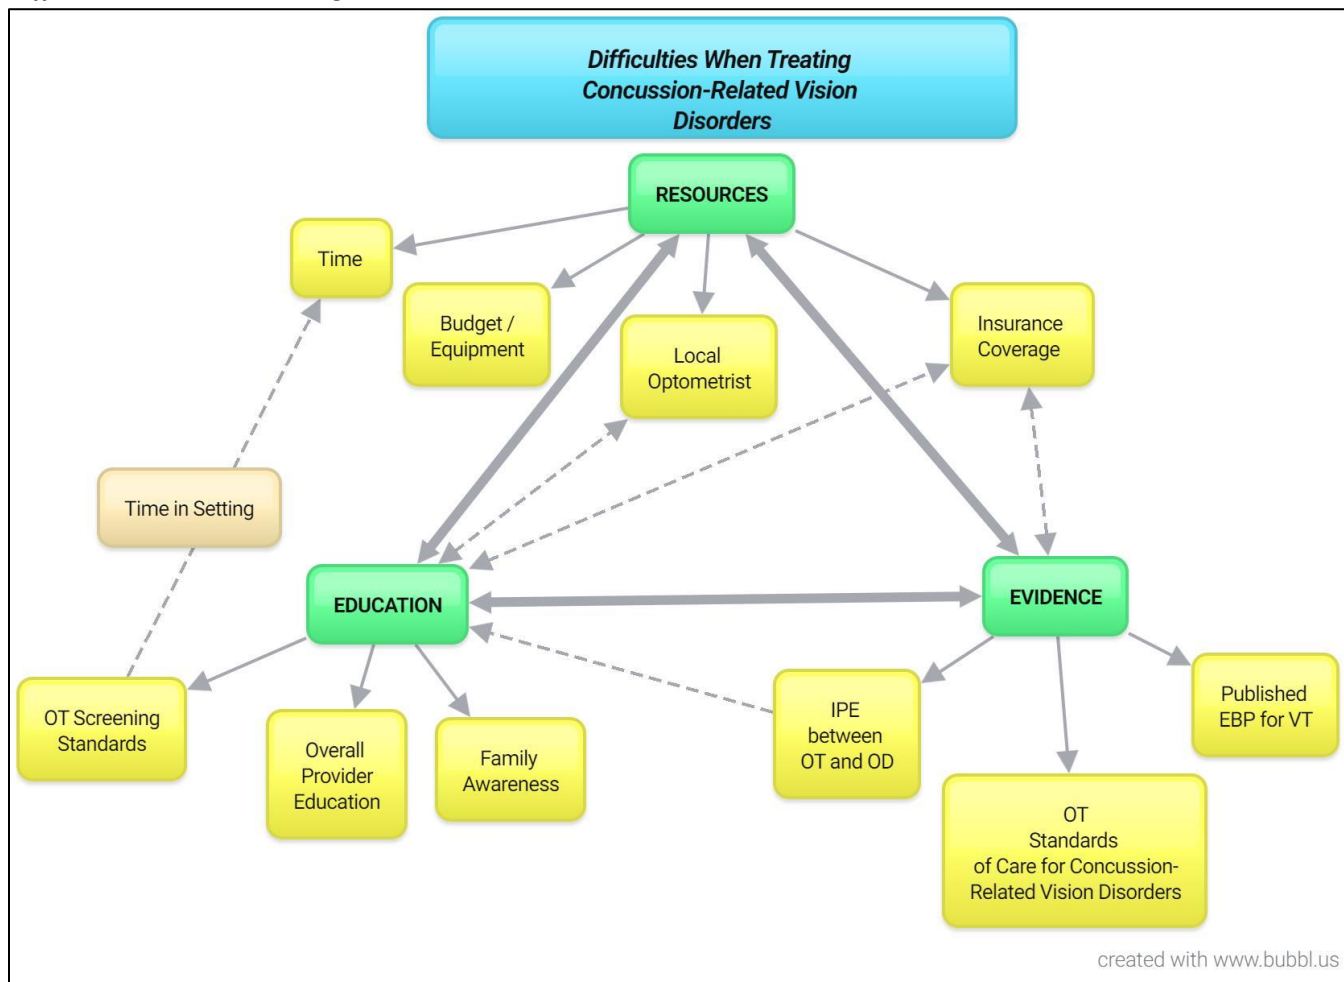 Difficulties When Treating
Concussion-Related Vision
Disorders
RESOURCES
Time
Budget /
Equipment
Local
Optometrist
Insurance
Coverage
Time in Setting
EDUCATION
EVIDENCE
OT Screening
Standards
Overall
Provider
Education
Family
Awareness
IPE
between
OT and OD
Published
EBP for VT
OT
Standards
of Care for Concussion-
Related Vision Disorders
created with www.bubbl.us